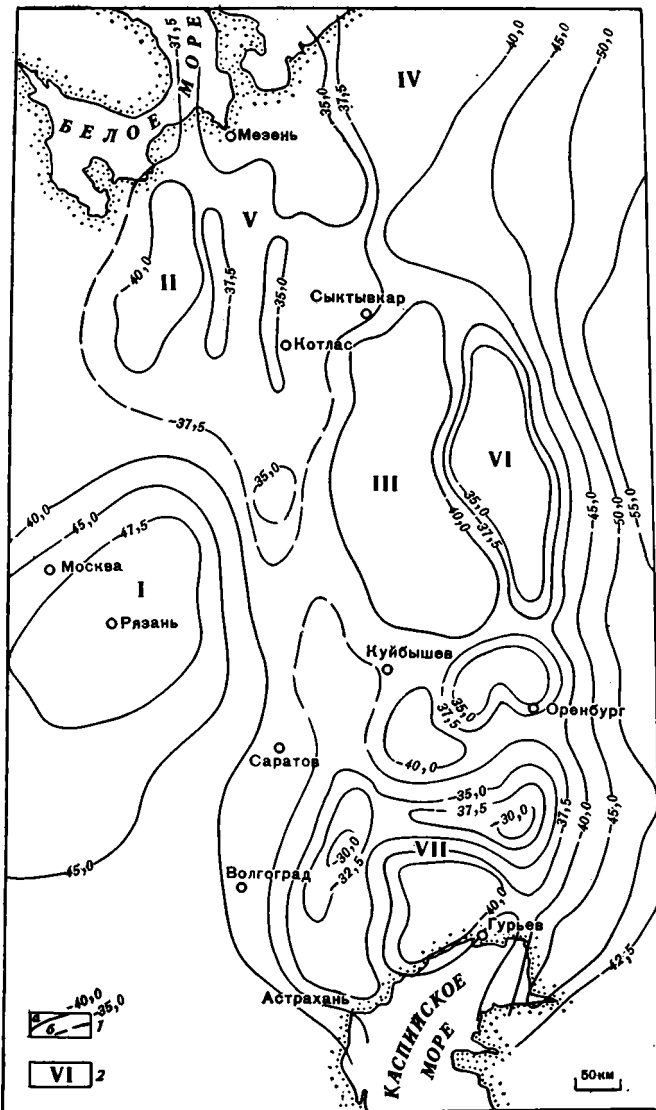 -37,5
МОРЕ
БЕЛОЕ
-35,0
37,5
IV
-40,0
-45,0
-50,0
Мезень
V
II
-40,0
-37,5
-35,0
Сыктывкар
Котлас
-37,5
-35,0
III
VI
-35,0
-37,5
-40,0
-40,0
-45,0
-47,5
-45,0
-50,0
-55,0
Москва
I
Рязань
Куйбышев
-35,0
37,5
Оренбург
Саратов
-40,0
-35,0
37,5
-30,0
-37,5
-40,0
-45,0
-30,0
-32,5
VII
45,0
Волгоград
-40,0
Гурьев
-42,5
Астрахань
КАСПИЙСКОЕ
МОРЕ
а
б
-40,0
-35,0
1
VI 2
50 км